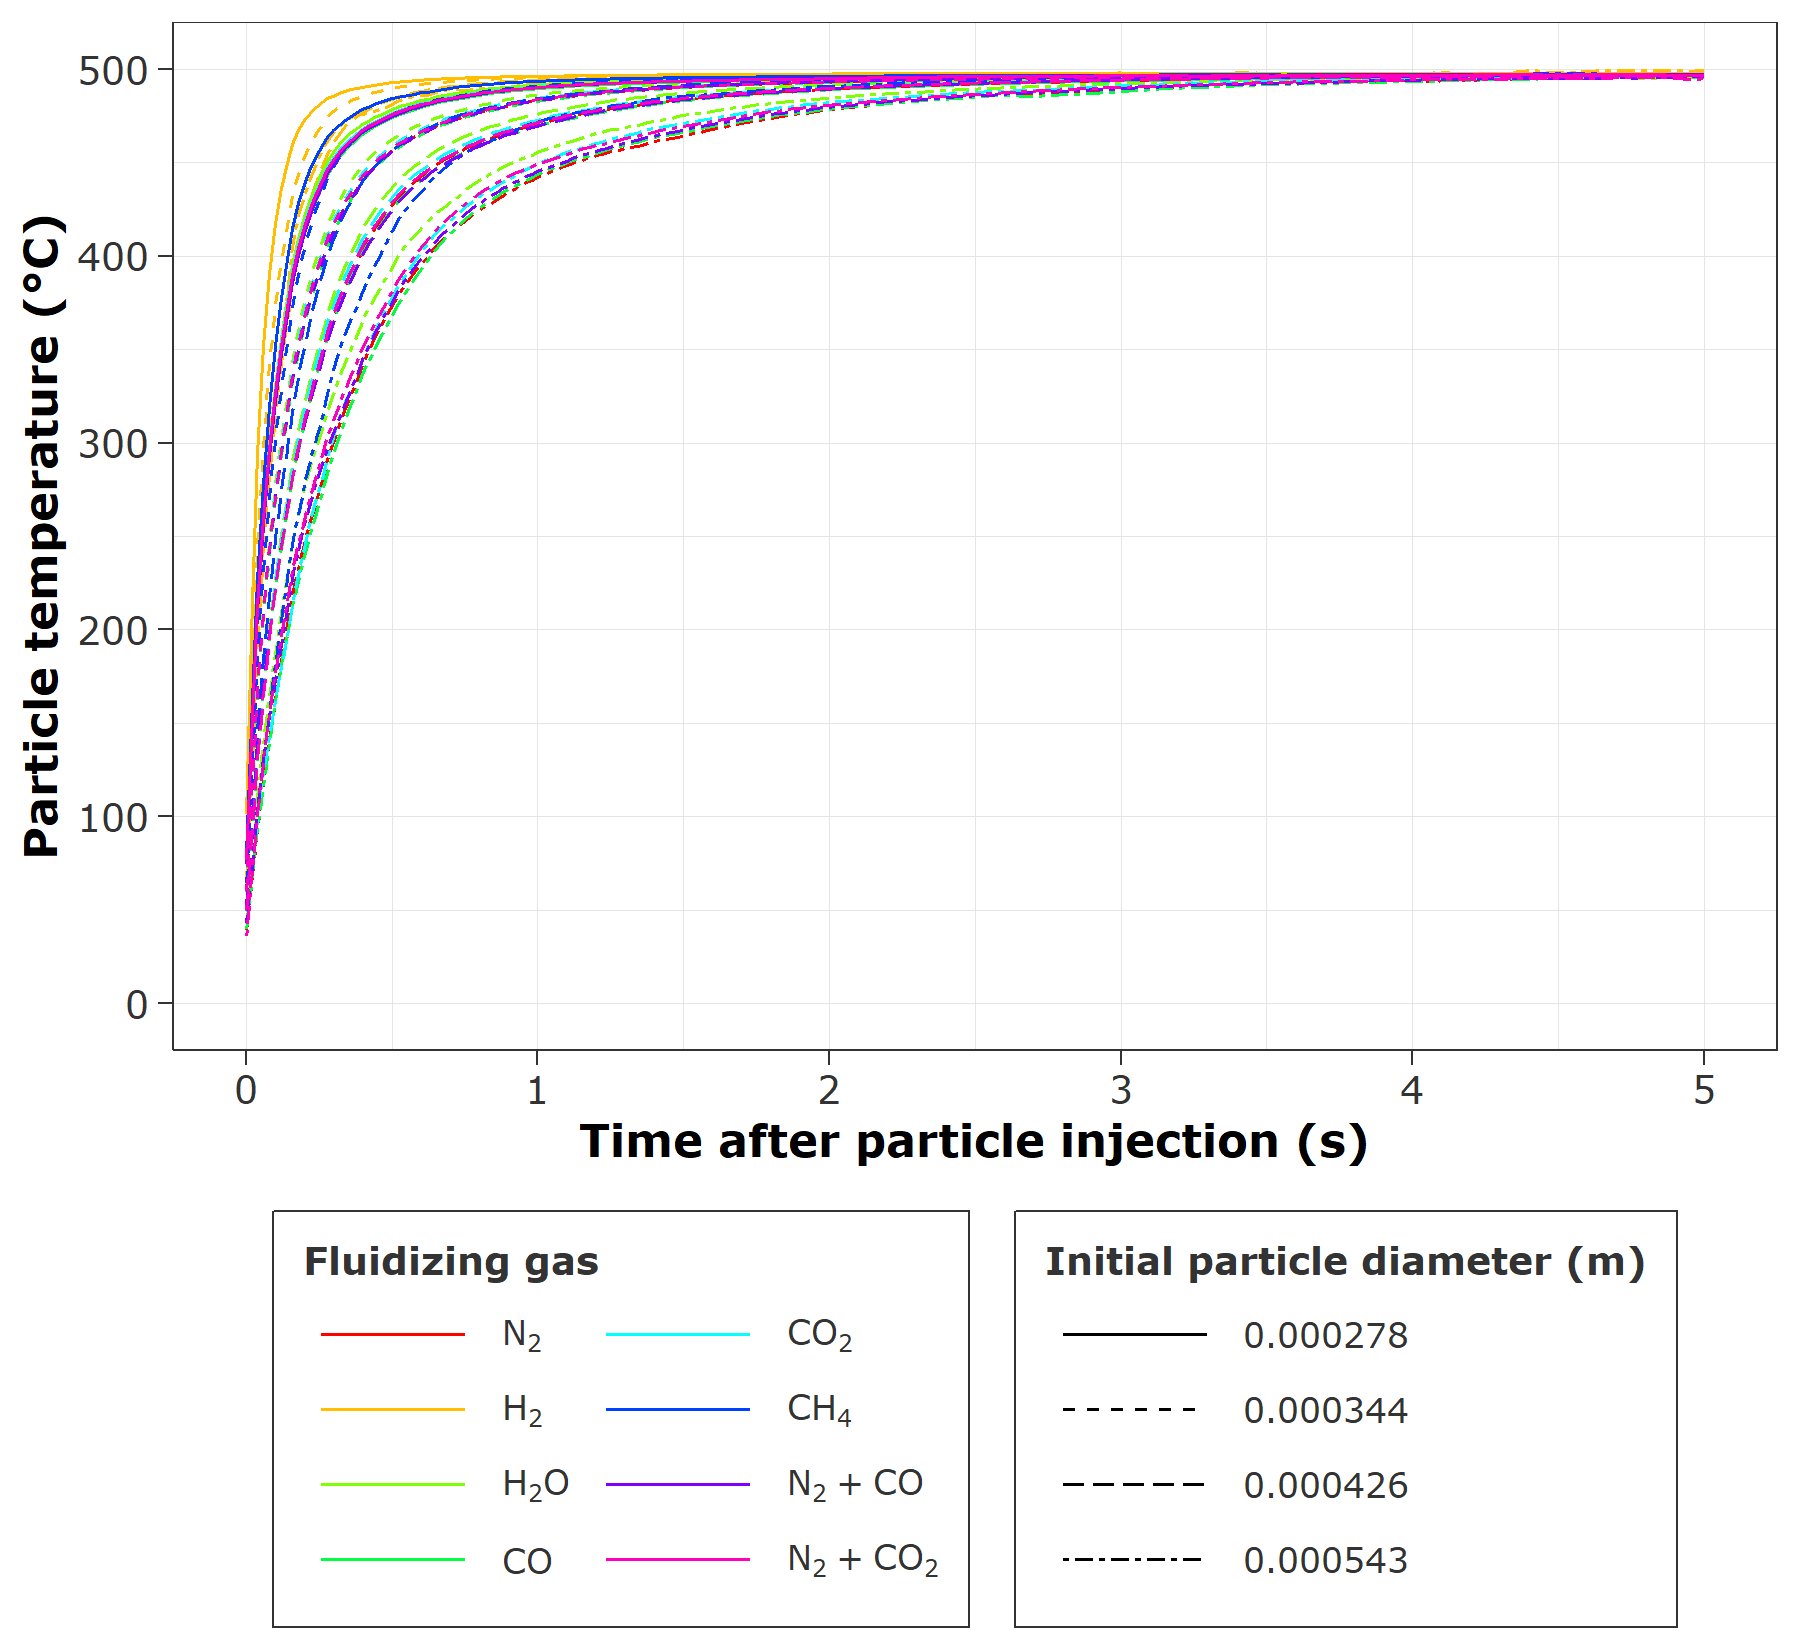 500
400
300
200
100
0
Particle temperature (°C)
0 1 2 3 4 5
Time after particle injection (s)
Fluidizing gas
N₂
H₂
H₂O
CO
CO₂
CH₄
N₂ + CO
N₂ + CO₂
Initial particle diameter (m)
0.000278
0.000344
0.000426
0.000543